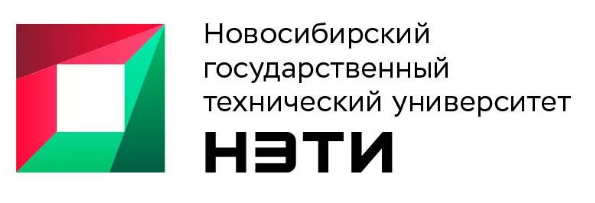 Новосибирский
государственный
технический университет
НЭТИ